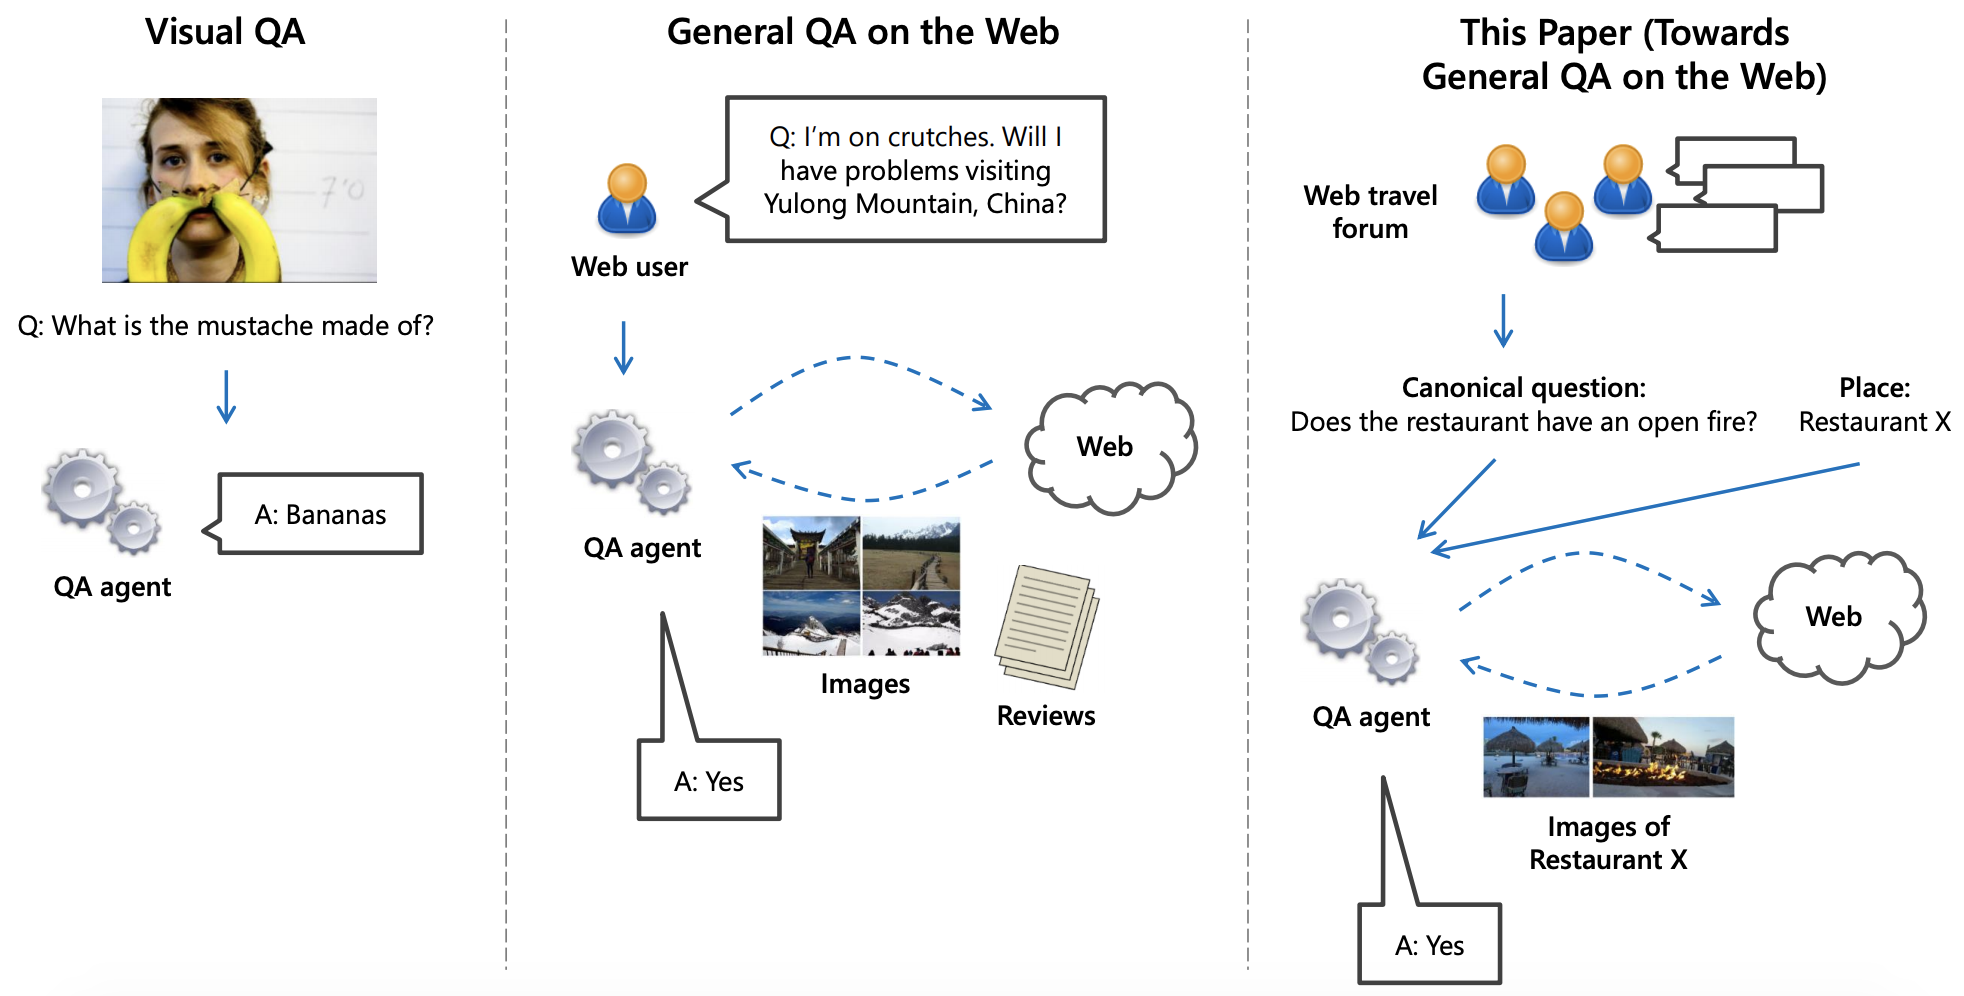 Visual QA
Q: What is the mustache made of?
A: Bananas
QA agent
General QA on the Web
Q: I'm on crutches. Will I
have problems visiting
Yulong Mountain, China?
Web user
Web
QA agent
Images
Reviews
A: Yes
This Paper (Towards
General QA on the Web)
Web travel
forum
Canonical question:
Does the restaurant have an open fire?
Place:
Restaurant X
Web
QA agent
Images of
Restaurant X
A: Yes
7'0